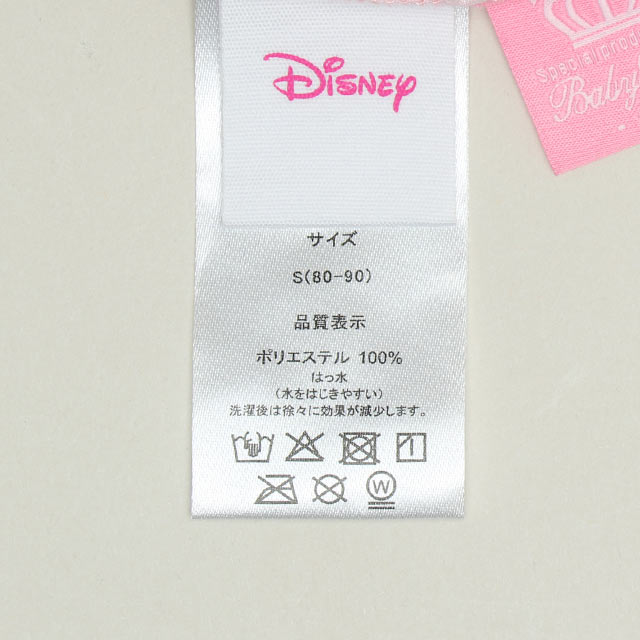 Disney
サイズ
S(80-90)
品質表示
ポリエステル 100%
はっ水
(水をはじきやすい)
洗濯後は徐々に効果が減少します。
W